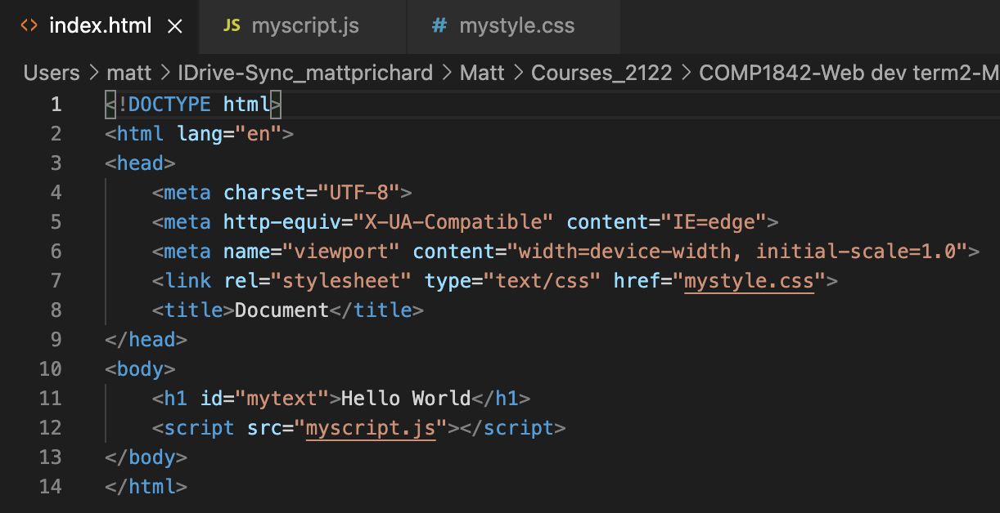 <> index.html ×
JS myscript.js
# mystyle.css
Users > matt > IDrive-Sync_mattprichard > Matt > Courses_2122 > COMP1842-Web dev term2-M
1 <!DOCTYPE html>
2 <html lang="en">
3 <head>
4     <meta charset="UTF-8">
5     <meta http-equiv="X-UA-Compatible" content="IE=edge">
6     <meta name="viewport" content="width=device-width, initial-scale=1.0">
7     <link rel="stylesheet" type="text/css" href="mystyle.css">
8     <title>Document</title>
9 </head>
10 <body>
11     <h1 id="mytext">Hello World</h1>
12     <script src="myscript.js"></script>
13 </body>
14 </html>